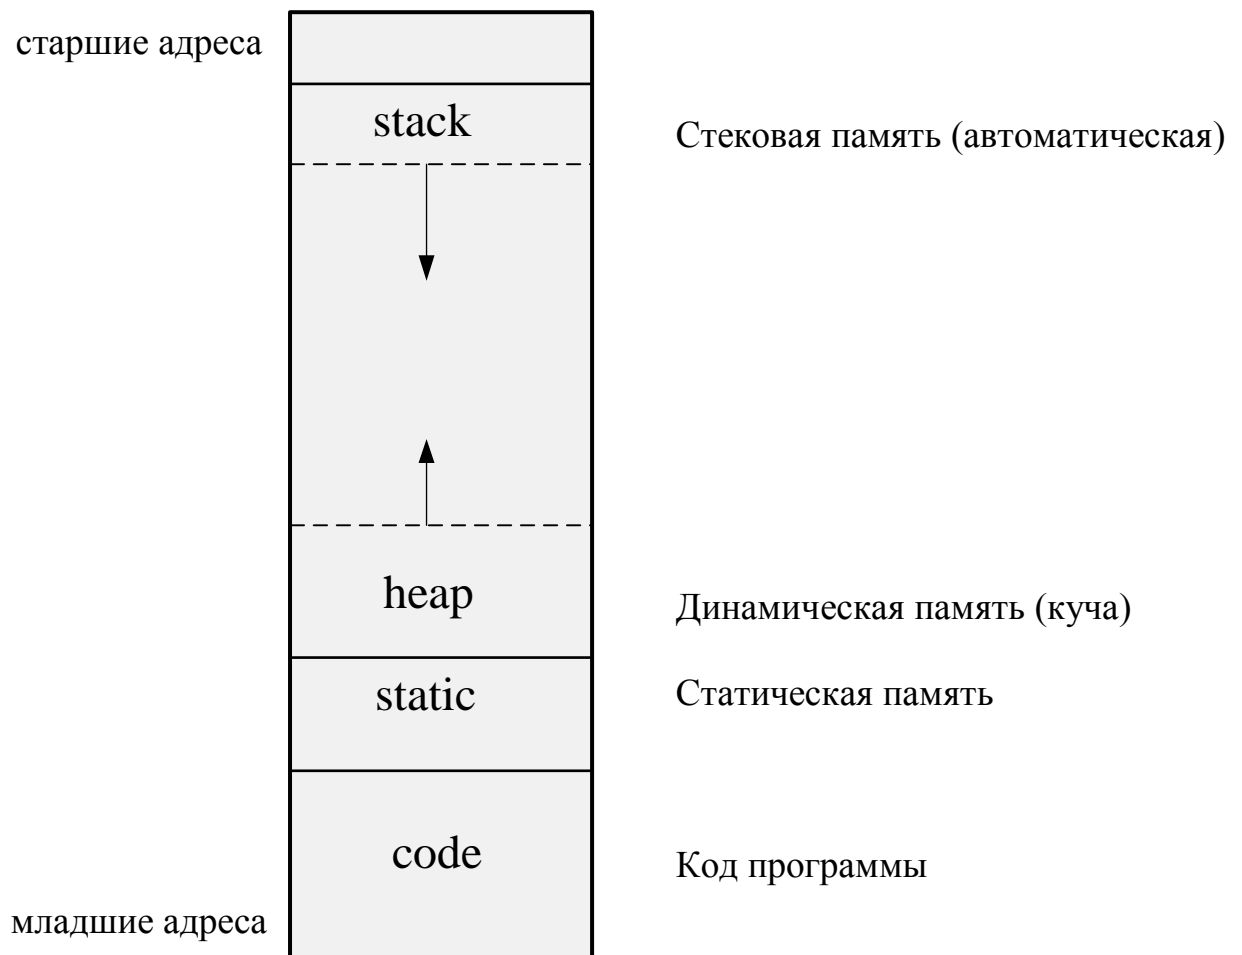 старшие адреса
stack
Стековая память (автоматическая)
heap
Динамическая память (куча)
static
Статическая память
code
Код программы
младшие адреса